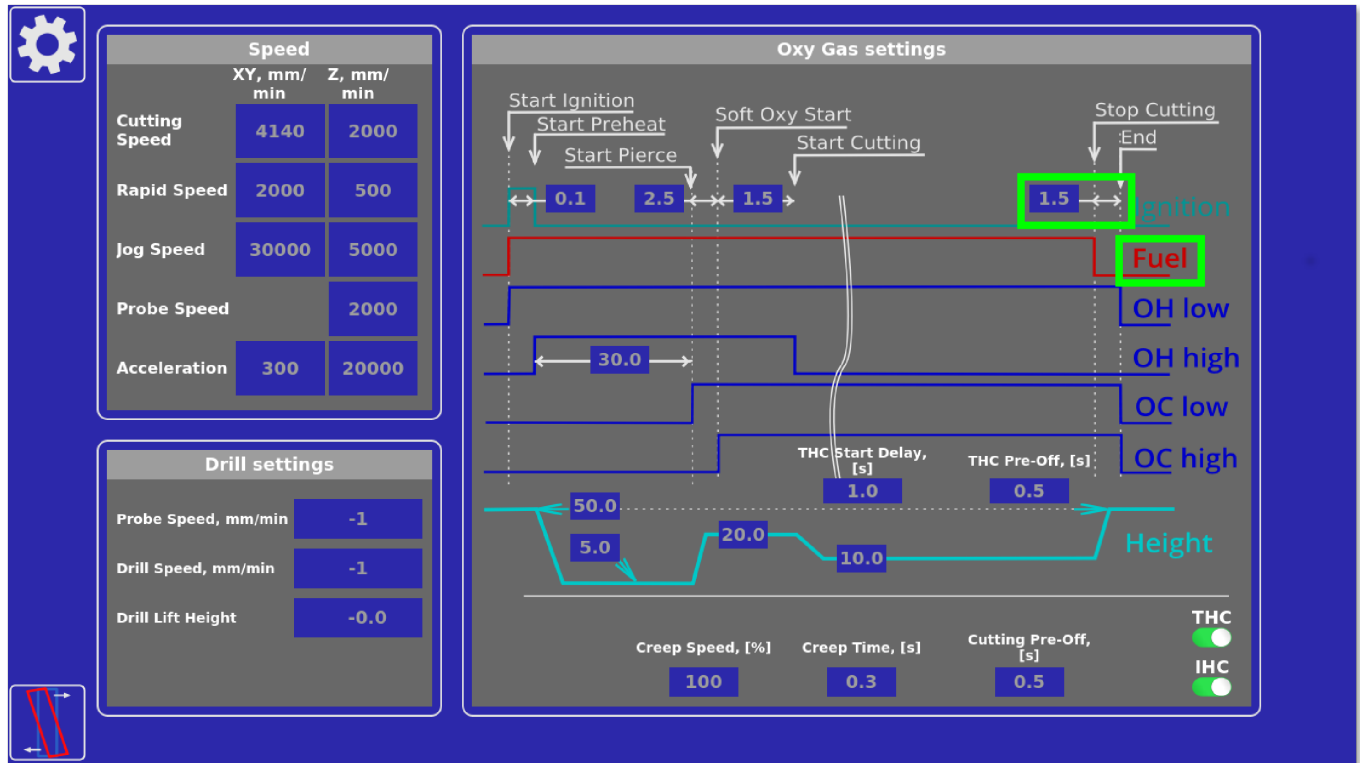 Speed
XY, mm/
min
Z, mm/
min
Cutting
Speed
4140
2000
Rapid Speed
2000
500
Jog Speed
30000
5000
Probe Speed
2000
Acceleration
300
20000
Drill settings
Probe Speed, mm/min
-1
Drill Speed, mm/min
-1
Drill Lift Height
-0.0
Oxy Gas settings
Start Ignition
Start Preheat
Start Pierce
Soft Oxy Start
Start Cutting
Stop Cutting
End
0.1
2.5
1.5
1.5
Ignition
Fuel
OH low
30.0
OH high
OC low
OC high
THC Start Delay,
[s]
1.0
THC Pre-Off, [s]
0.5
50.0
5.0
20.0
10.0
Height
Creep Speed, [%]
100
Creep Time, [s]
0.3
Cutting Pre-Off,
[s]
0.5
THC
IHC